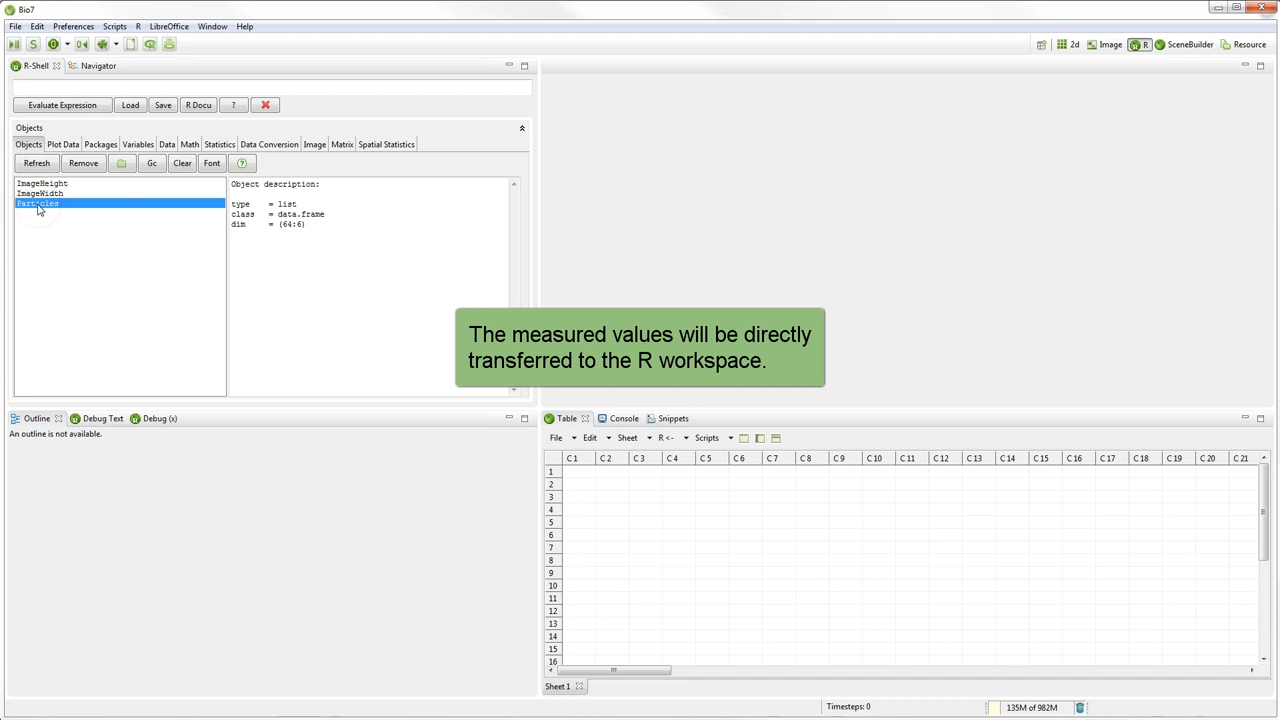 Bio7
File Edit Preferences Scripts R LibreOffice Window Help
2d Image R SceneBuilder Resource
R-Shell Navigator
Evaluate Expression Load Save R Docu ?
Objects
Objects Plot Data Packages Variables Data Math Statistics Data Conversion Image Matrix Spatial Statistics
Refresh Remove Gc Clear Font
ImageHeight
ImageWidth
Particles
Object description:
type = list
class = data.frame
dim = (64:6)
The measured values will be directly
transferred to the R workspace.
Outline Debug Text Debug (x)
An outline is not available.
Table Console Snippets
File Edit Sheet R <- Scripts
C 1 C 2 C 3 C 4 C 5 C 6 C 7 C 8 C 9 C 10 C 11 C 12 C 13 C 14 C 15 C 16 C 17 C 18 C 19 C 20 C 21
1
2
3
4
5
6
7
8
9
10
11
12
13
14
15
16
Sheet 1
Timesteps: 0
135M of 982M